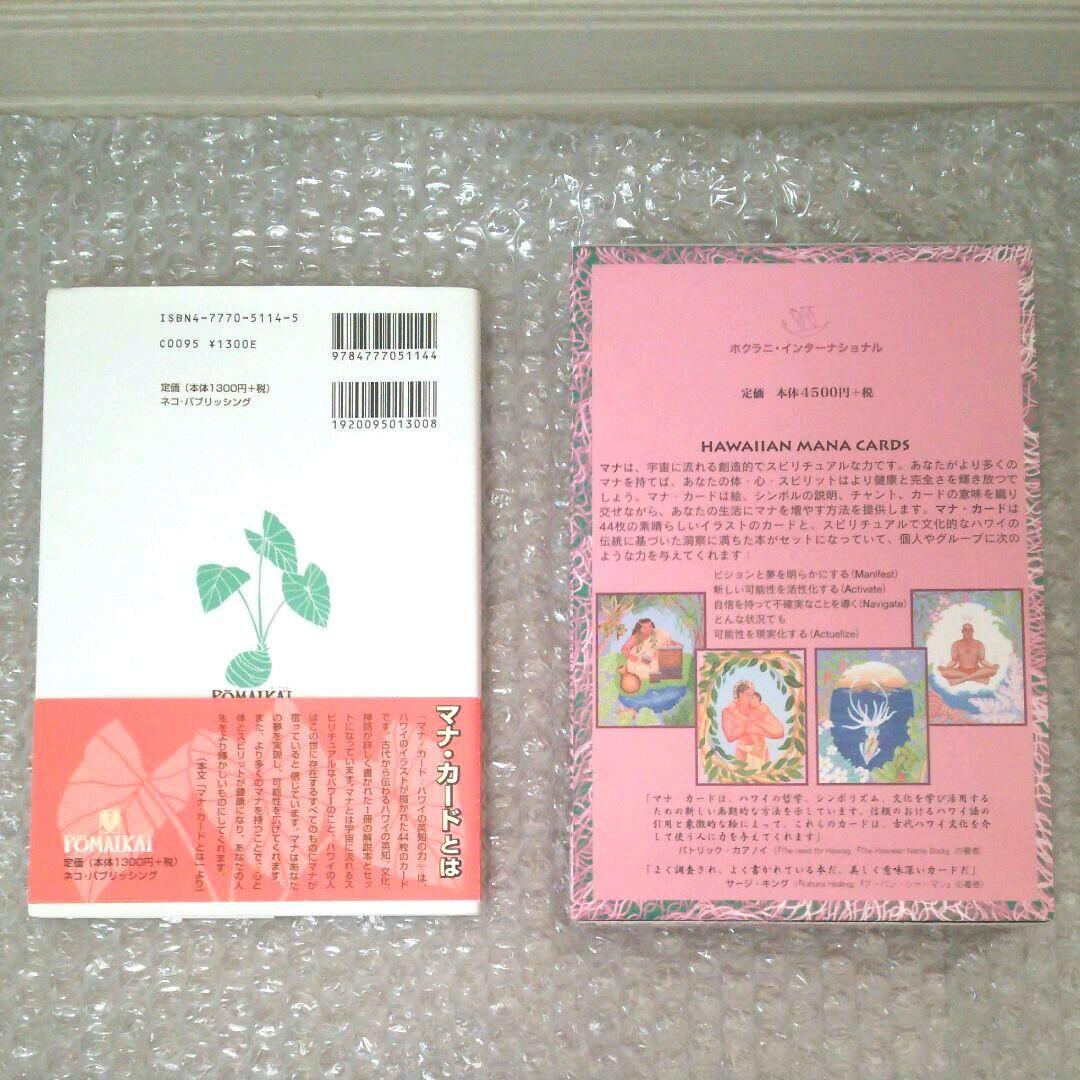 ISBN4-7770-5114-5
C0095 ¥1300E
定価（本体1300円+税）
ネコ・パブリッシング
9784777051144
1920095013008
POMAIKAI
マナ・カードとは
「マナ・カード ハワイの英知の力」は、
ハワイのイラストが描かれた44枚のカード
です。古代から伝わるハワイの英知、文化、
神話が詳しく書かれた1冊の解説本とセッ
トになっています。マナとは宇宙に流れるス
ピリチュアルなパワーのこと。ハワイの人
はこの世に存在するすべてのものにマナが
宿っていると信じています。マナはあなた
の夢を実現し、可能性を広げてくれます。
また、より多くのマナを持つことで、心と
体とスピリットが健康になり、あなたの人
生をより輝かしいものにしてくれます。
（本文「マナ・カードとは」より）
PŌMAIKAI
定価（本体1300円+税）
ネコ・パブリッシング
ホクラニ・インターナショナル
定価 本体4500円+税
HAWAIIAN MANA CARDS
マナは、宇宙に流れる創造的でスピリチュアルな力です。あなたがより多くの
マナを持てば、あなたの体・心・スピリットはより健康と完全さを輝き放つで
しょう。マナ・カードは絵、シンボルの説明、チャント、カードの意味を織り
交ぜながら、あなたの生活にマナを増やす方法を提供します。マナ・カードは
44枚の素晴らしいイラストのカードと、スピリチュアルで文化的なハワイの
伝統に基づいた洞察に満ちた本がセットになっていて、個人やグループに次の
ような力を与えてくれます：
ビジョンと夢を明らかにする(Manifest)
新しい可能性を活性化する(Activate)
自信を持って不確実なことを導く(Navigate)
どんな状況でも
可能性を現実化する(Actualize)
「マナ カードは、ハワイの哲学、シンボリズム、文化を学び活用する
ための新しい画期的な方法を示しています。信頼のおけるハワイ語の
引用と象徴的な絵によって、これらのカードは、古代ハワイ文化を介
して使う人に力を与えてくれます」
パトリック・カアノイ（『The need for Hawaii』『The Hawaiian Name Book』の著者）
「よく調査され、よく書かれている本だ。美しく意味深いカードだ」
サージ・キング（『Kahuna Healing』『アーバン・シャーマン』の著者）